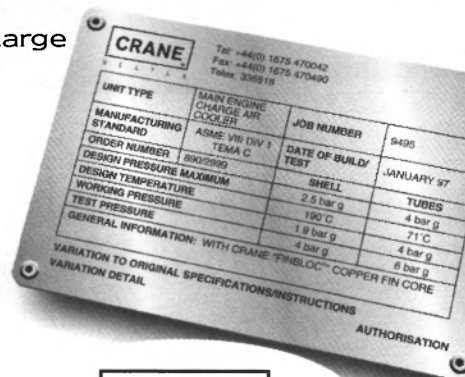 arge
CRANE
HEATEX
Tel: +44(0) 1675 470042
Fax: +44(0) 1675 470490
Telex: 335518
UNIT TYPE MAIN ENGINE CHARGE AIR COOLER JOB NUMBER 9495
MANUFACTURING STANDARD ASME VIII DIV 1 TEMA C DATE OF BUILD/TEST JANUARY 97
ORDER NUMBER 890/2999 SHELL TUBES
DESIGN PRESSURE MAXIMUM 2.5 bar g 4 bar g
DESIGN TEMPERATURE 190°C 71°C
WORKING PRESSURE 1.9 bar g 4 bar g
TEST PRESSURE 4 bar g 6 bar g
GENERAL INFORMATION: WITH CRANE "FINBLOC" COPPER FIN CORE
VARIATION TO ORIGINAL SPECIFICATIONS/INSTRUCTIONS
VARIATION DETAIL AUTHORISATION